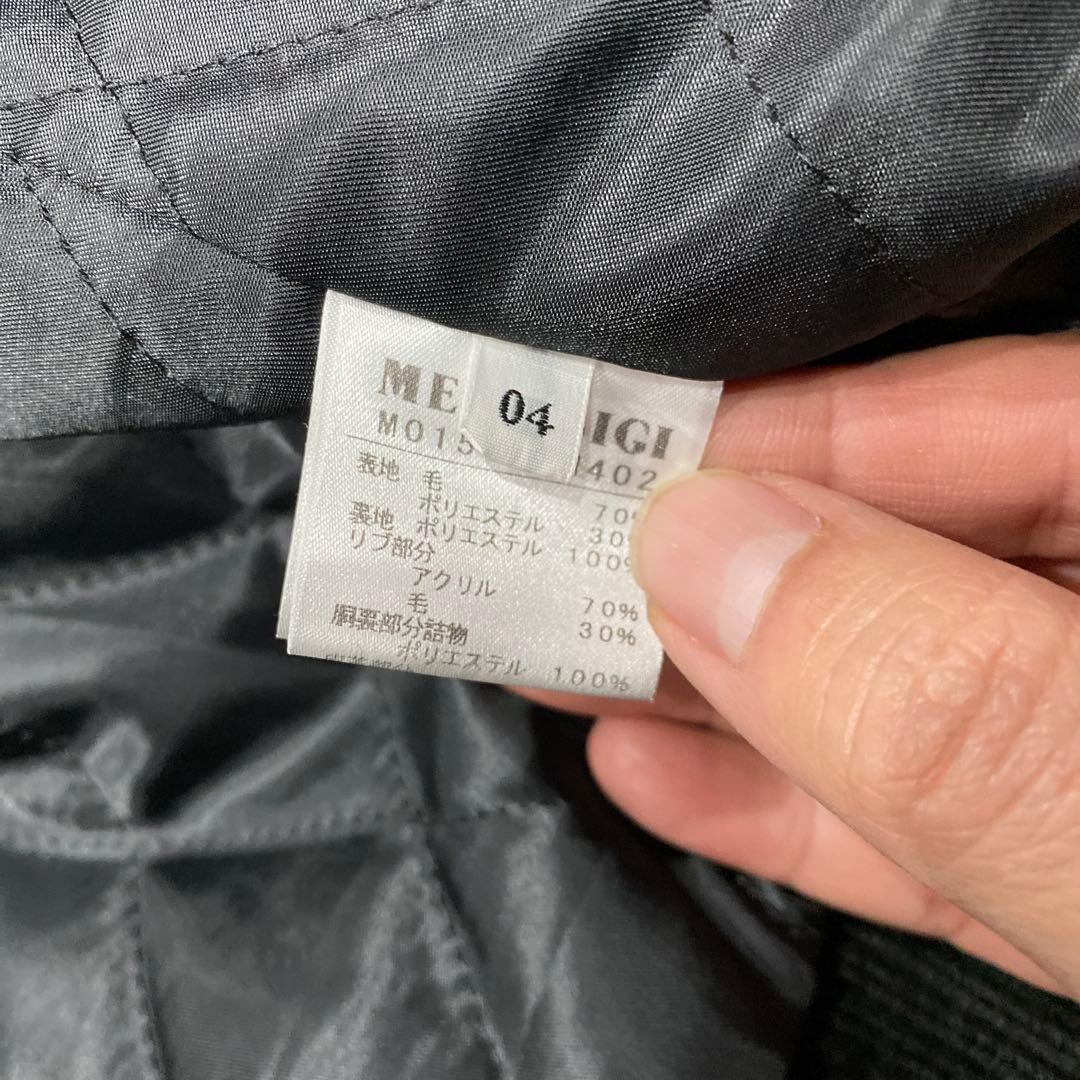 ME IGI
04
M015 402
表地 毛 70
ポリエステル 30
裏地 ポリエステル 100%
リブ部分
アクリル 70%
毛 30%
胴裏部分詰物
ポリエステル 100%